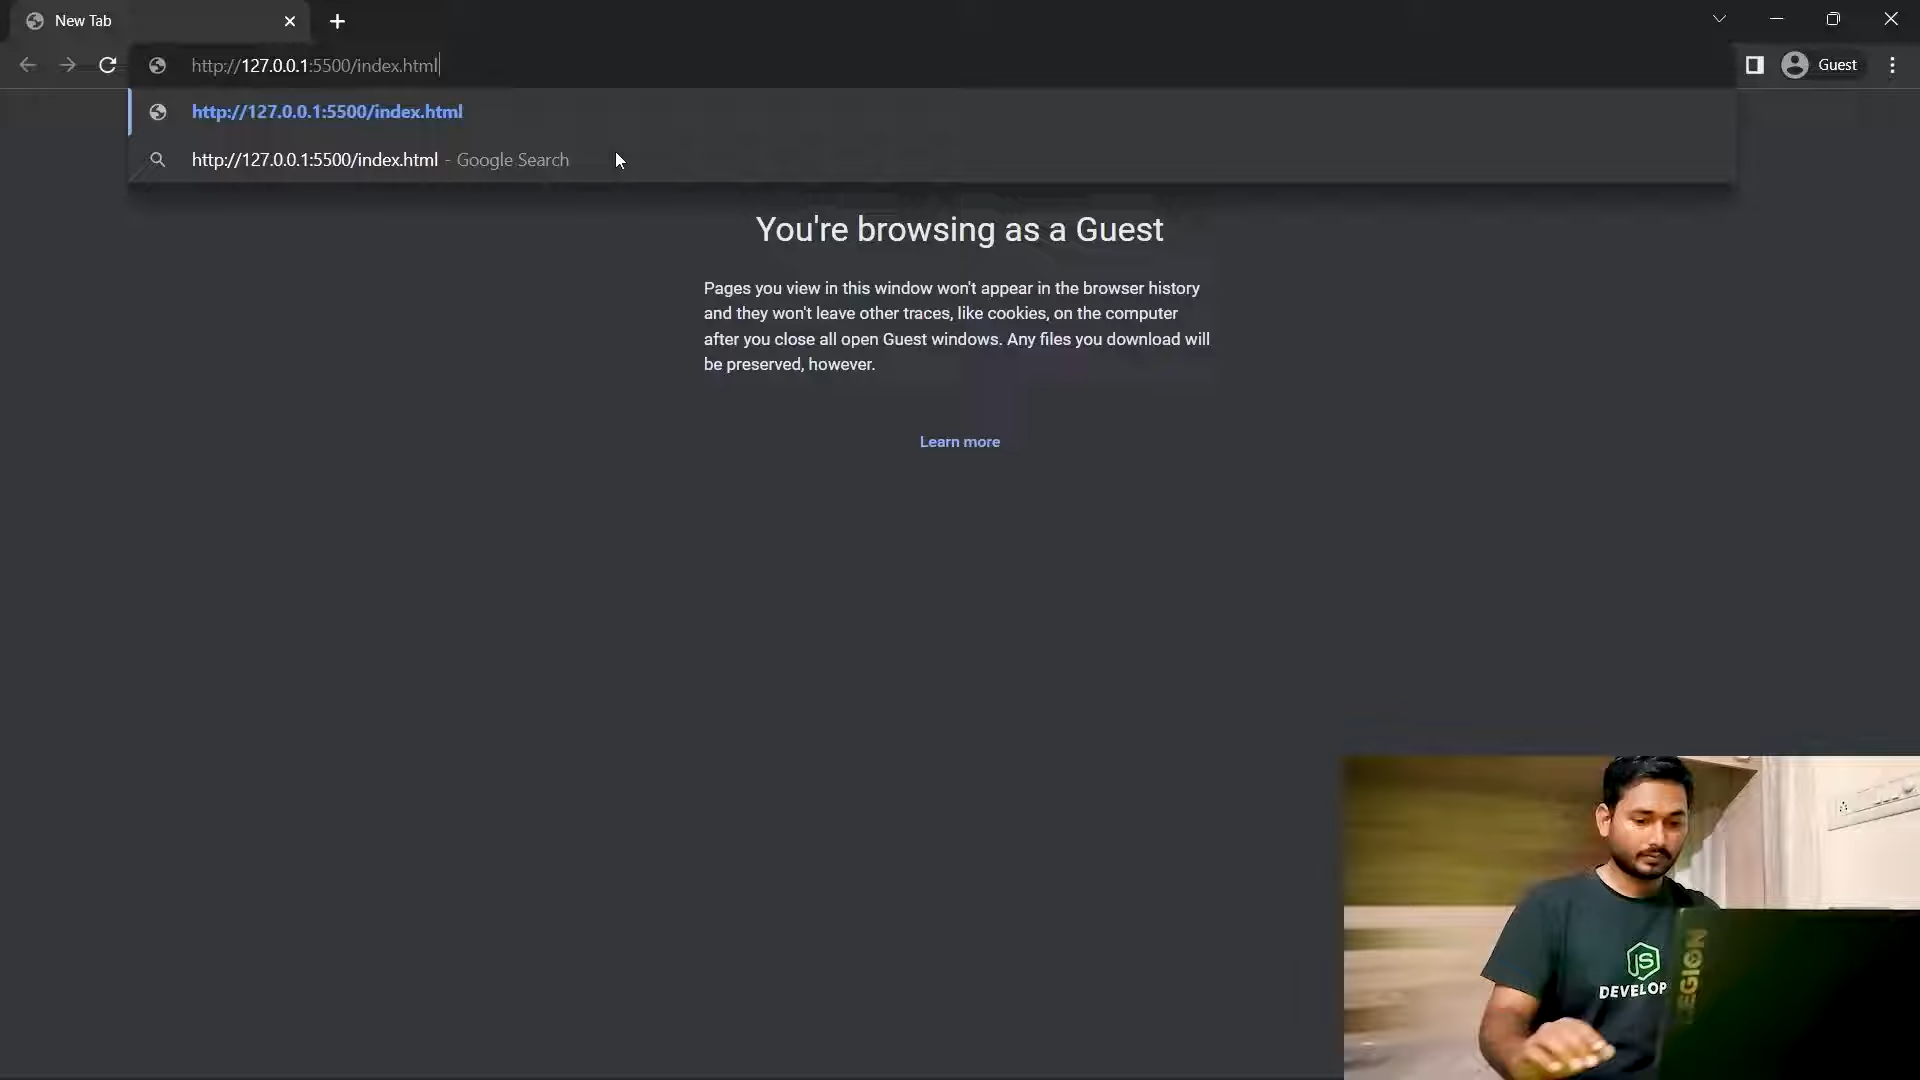 New Tab
http://127.0.0.1:5500/index.html
Guest
http://127.0.0.1:5500/index.html
http://127.0.0.1:5500/index.html - Google Search
You're browsing as a Guest
Pages you view in this window won't appear in the browser history
and they won't leave other traces, like cookies, on the computer
after you close all open Guest windows. Any files you download will
be preserved, however.
Learn more
JS
DEVELOP
LEGION